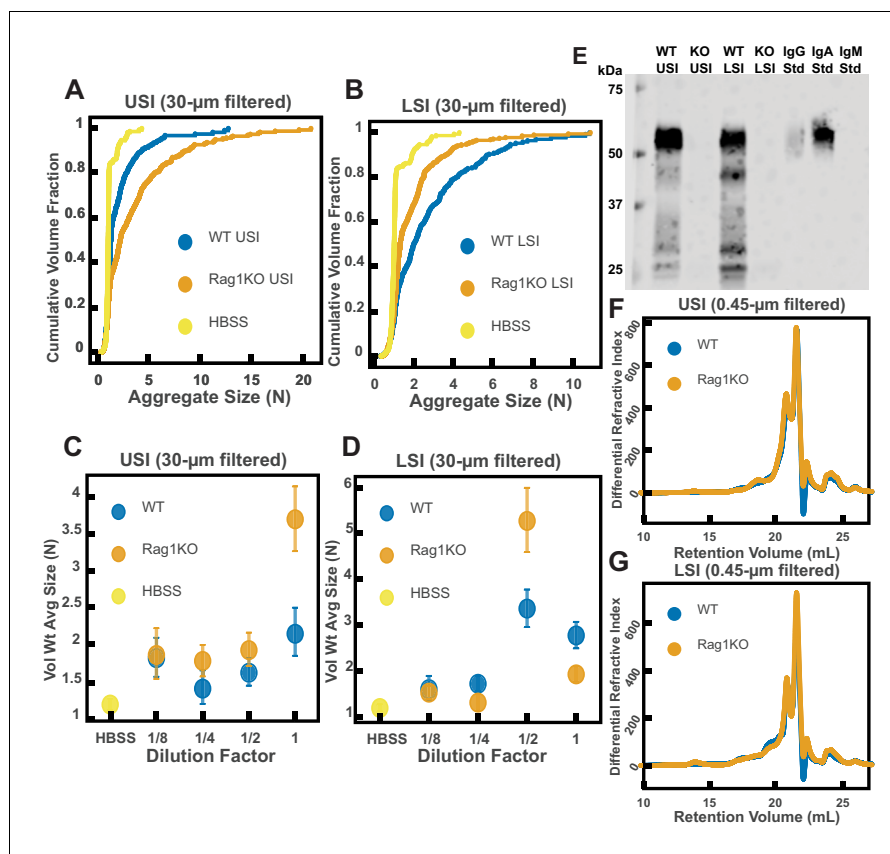 A
USI (30-µm filtered)
Cumulative Volume Fraction
1
0.8
0.6
0.4
0.2
0
WT USI
Rag1KO USI
HBSS
0
5
10
15
20
Aggregate Size (N)
B
LSI (30-µm filtered)
Cumulative Volume Fraction
1
0.8
0.6
0.4
0.2
0
WT LSI
Rag1KO LSI
HBSS
2
4
6
8
10
Aggregate Size (N)
E
WT KO WT KO IgG IgA IgM
USI USI LSI LSI Std Std Std
kDa
75
50
37
25
C
USI (30-µm filtered)
Vol Wt Avg Size (N)
4
3.5
3
2.5
2
1.5
1
WT
Rag1KO
HBSS
HBSS 1/8 1/4 1/2 1
Dilution Factor
D
LSI (30-µm filtered)
Vol Wt Avg Size (N)
6
5
4
3
2
1
WT
Rag1KO
HBSS
HBSS 1/8 1/4 1/2 1
Dilution Factor
F
USI (0.45-µm filtered)
Differential Refractive Index
800
600
400
200
0
WT
Rag1KO
10 15 20 25
Retention Volume (mL)
G
LSI (0.45-µm filtered)
Differential Refractive Index
600
400
200
0
WT
Rag1KO
10 15 20 25
Retention Volume (mL)